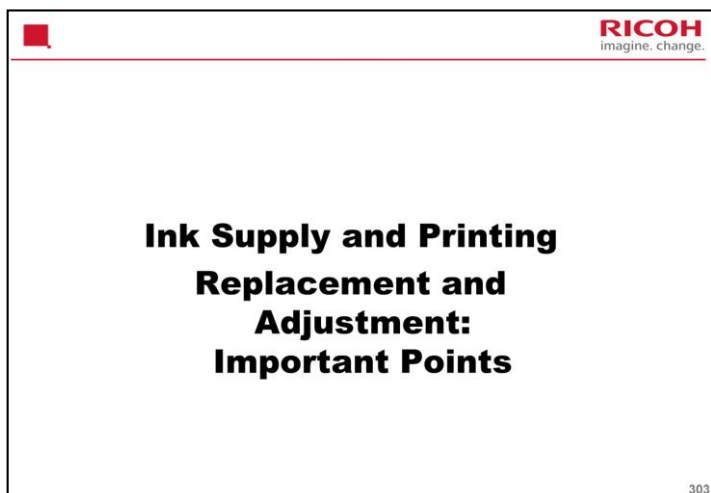 RICOH
imagine. change.
Ink Supply and Printing
Replacement and
Adjustment:
Important Points
303